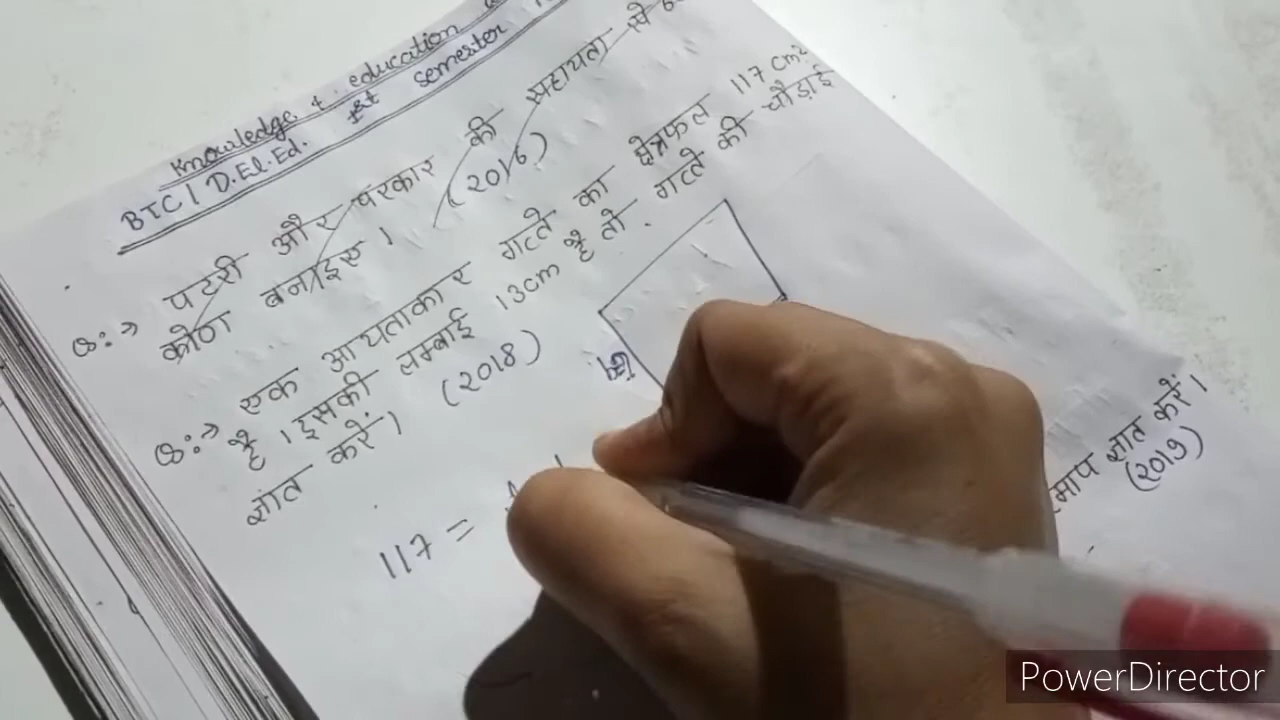 Knowledge & education
BTC / D.El.Ed. 1st semester
Q:→ पटरी और परकार की सहायता से
कोण बनाइए । (2016)
Q:→ एक आयताकार गत्ते का क्षेत्रफल 117 cm²
है । इसकी लम्बाई 13cm है तो गत्ते की चौड़ाई
ज्ञात करें। (2018)
117 =
ज्ञात करें।
(2019)
PowerDirector